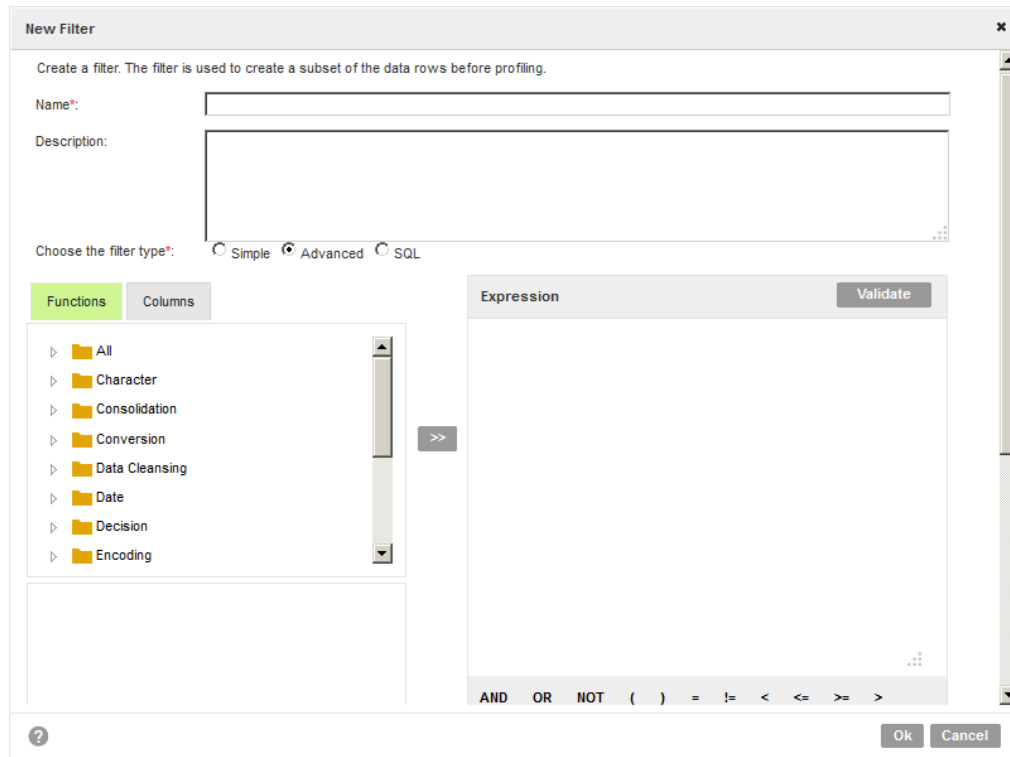 New Filter
Create a filter. The filter is used to create a subset of the data rows before profiling.
Name*:
Description:
Choose the filter type*: Simple Advanced SQL
Functions Columns
All
Character
Consolidation
Conversion
Data Cleansing
Date
Decision
Encoding
>>
Expression Validate
AND OR NOT ( ) = != < <= >= >
? Ok Cancel